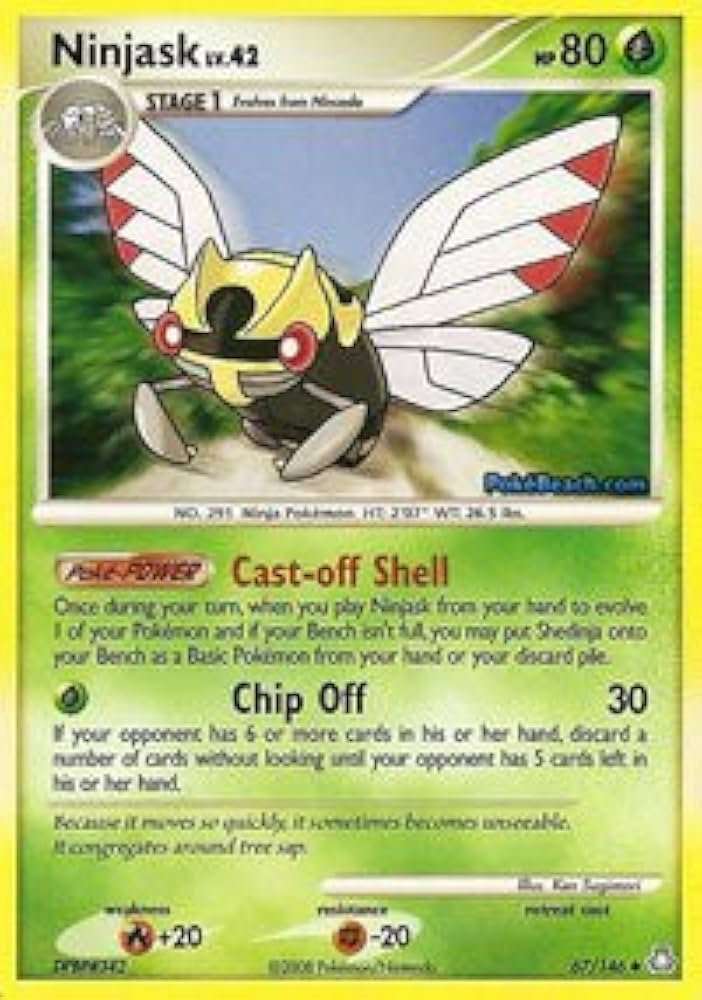 Ninjask LV.42 HP 80
STAGE 1 Evolves from Nincada
PokéBeach.com
NO. 291 Ninja Pokémon HT: 2'07" WT: 26.5 lbs.
Poké-POWER Cast-off Shell
Once during your turn, when you play Ninjask from your hand to evolve
1 of your Pokémon and if your Bench isn't full, you may put Shedinja onto
your Bench as a Basic Pokémon from your hand or your discard pile.
Chip Off 30
If your opponent has 6 or more cards in his or her hand, discard a
number of cards without looking until your opponent has 5 cards left in
his or her hand.
Because it moves so quickly, it sometimes becomes unseeable.
It congregates around tree sap.
Illus. Ken Sugimori
weakness resistance retreat cost
+20 -20
DPBP#342 ©2008 Pokémon/Nintendo 67/146